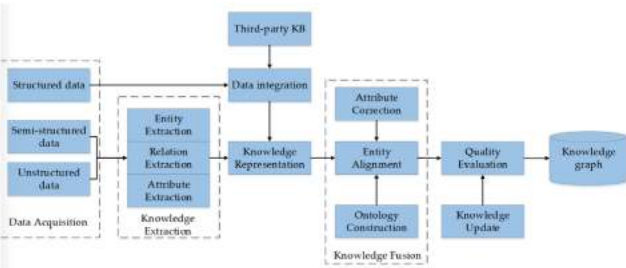 Third-party KB
Structured data
Data integration
Semi-structured
data
Unstructured
data
Data Acquisition
Entity
Extraction
Relation
Extraction
Attribute
Extraction
Knowledge
Extraction
Knowledge
Representation
Attribute
Correction
Entity
Alignment
Ontology
Construction
Knowledge Fusion
Quality
Evaluation
Knowledge
Update
Knowledge
graph